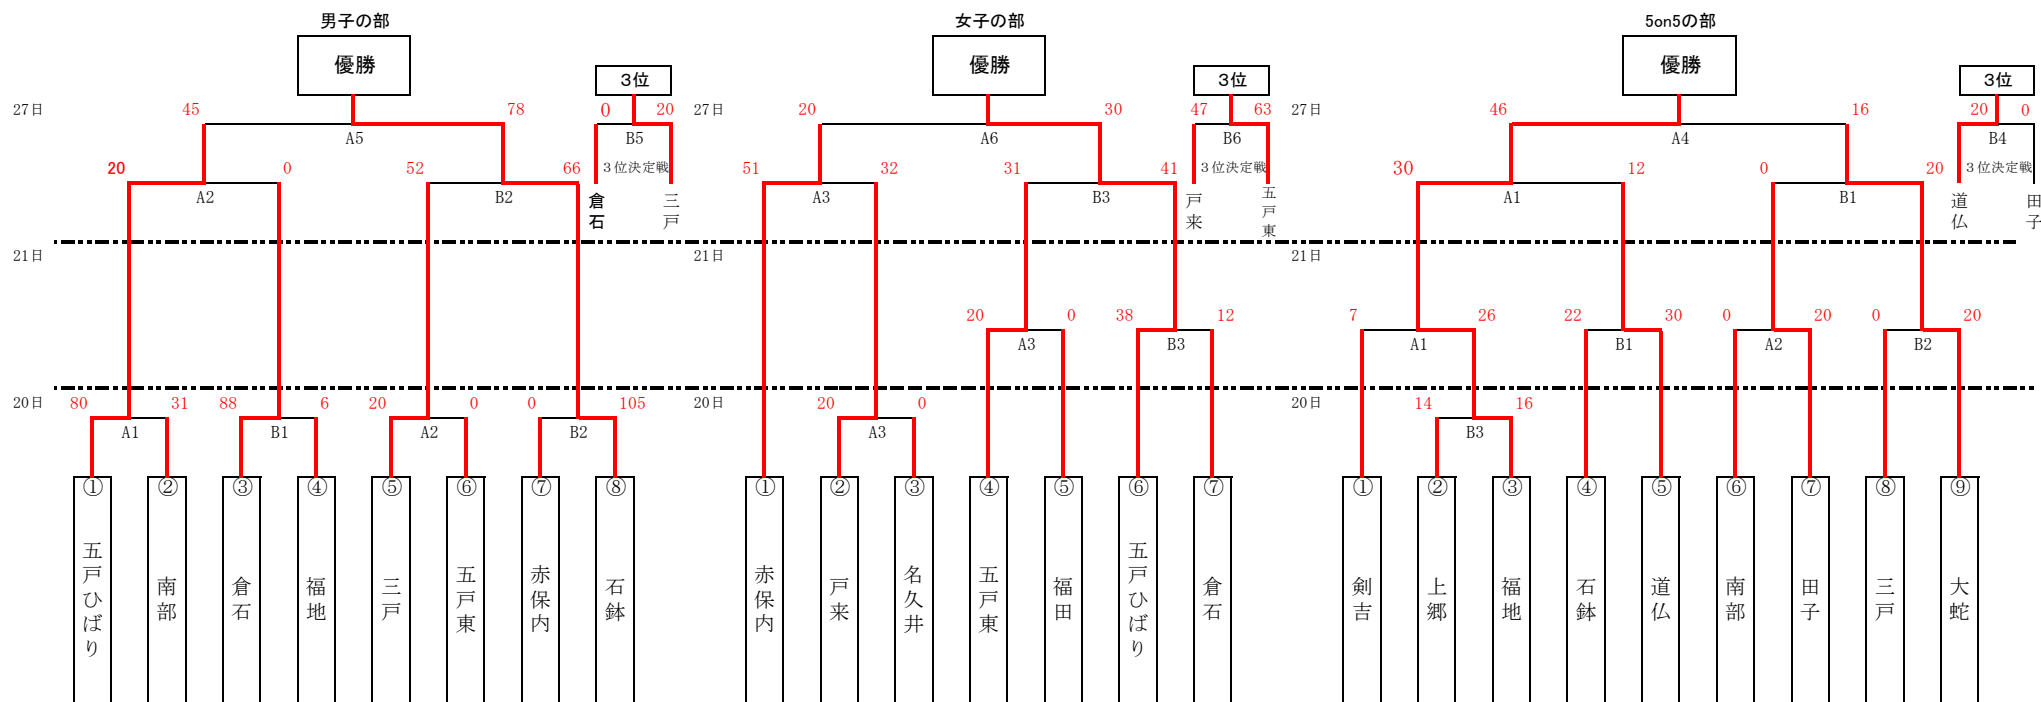 男子の部 女子の部 5on5の部
優勝 優勝 優勝
3位 3位 3位
27日 45 78 0 20 27日 20 30 47 63 27日 46 16 20 0
A5 B5 A6 B6 A4 B4
20 0 52 66 3位決定戦 51 32 31 41 3位決定戦 30 12 0 20 3位決定戦
A2 B2 倉石 三戸 A3 B3 戸来 五戸東 A1 B1 道仏 田子
21日 21日 21日
20 0 38 12 7 26 22 30 0 20 0 20
A3 B3 A1 B1 A2 B2
20日 80 31 88 6 20 0 0 105 20日 20 0 20日 14 16
A1 B1 A2 B2 A3 B3
① ② ③ ④ ⑤ ⑥ ⑦ ⑧ ① ② ③ ④ ⑤ ⑥ ⑦ ① ② ③ ④ ⑤ ⑥ ⑦ ⑧ ⑨
五戸ひばり
南部
倉石
福地
三戸
五戸東
赤保内
石鉢
赤保内
戸来
名久井
五戸東
福田
五戸ひばり
倉石
剣吉
上郷
福地
石鉢
道仏
南部
田子
三戸
大蛇